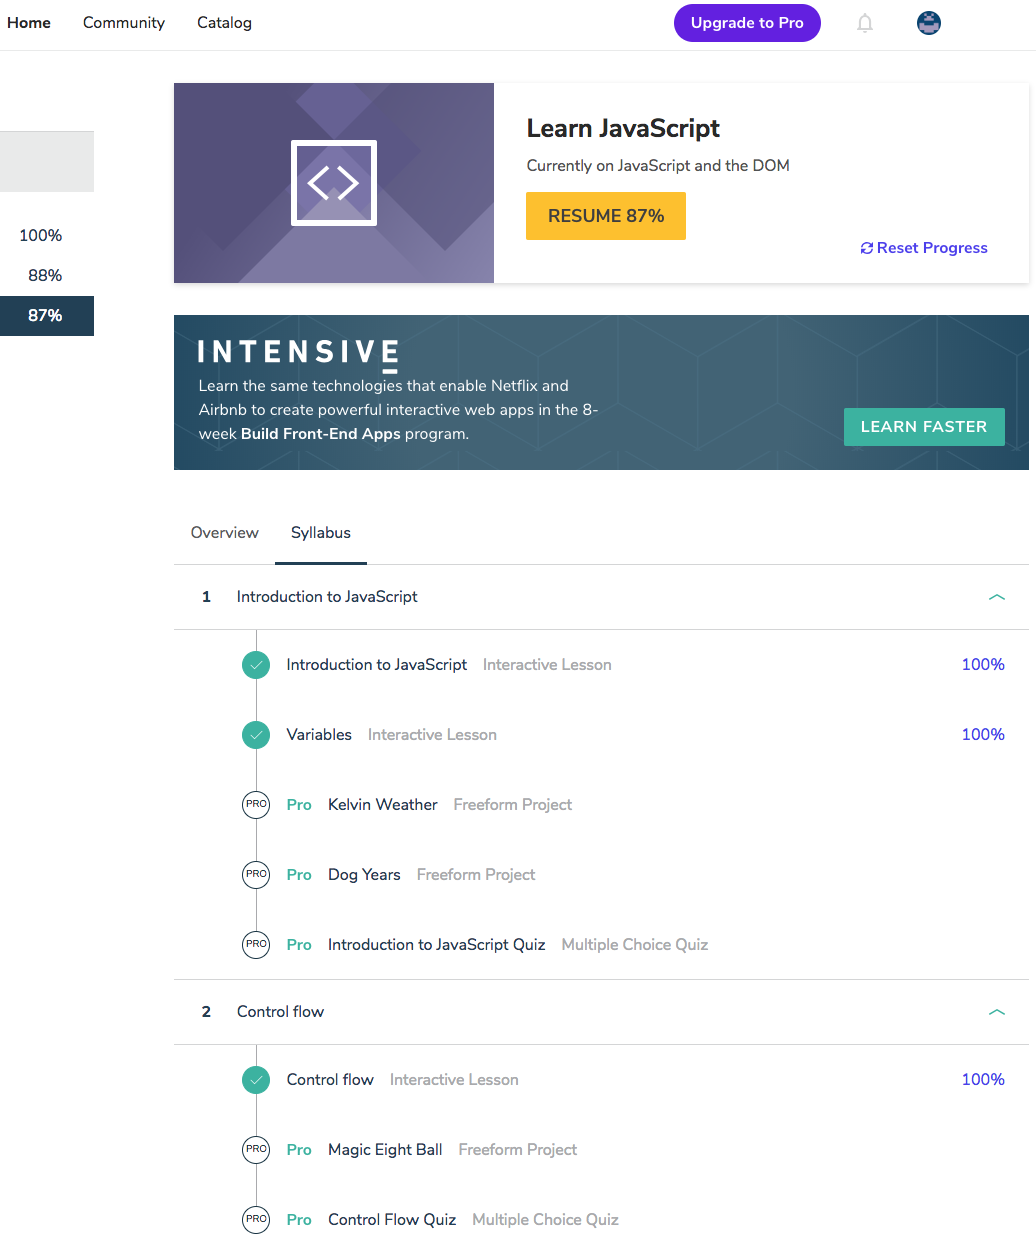 Home Community Catalog Upgrade to Pro
100%
88%
87%
Learn JavaScript
Currently on JavaScript and the DOM
RESUME 87%
Reset Progress
INTENSIVE
Learn the same technologies that enable Netflix and
Airbnb to create powerful interactive web apps in the 8-
week Build Front-End Apps program.
LEARN FASTER
Overview Syllabus
1 Introduction to JavaScript
Introduction to JavaScript Interactive Lesson 100%
Variables Interactive Lesson 100%
PRO Pro Kelvin Weather Freeform Project
PRO Pro Dog Years Freeform Project
PRO Pro Introduction to JavaScript Quiz Multiple Choice Quiz
2 Control flow
Control flow Interactive Lesson 100%
PRO Pro Magic Eight Ball Freeform Project
PRO Pro Control Flow Quiz Multiple Choice Quiz